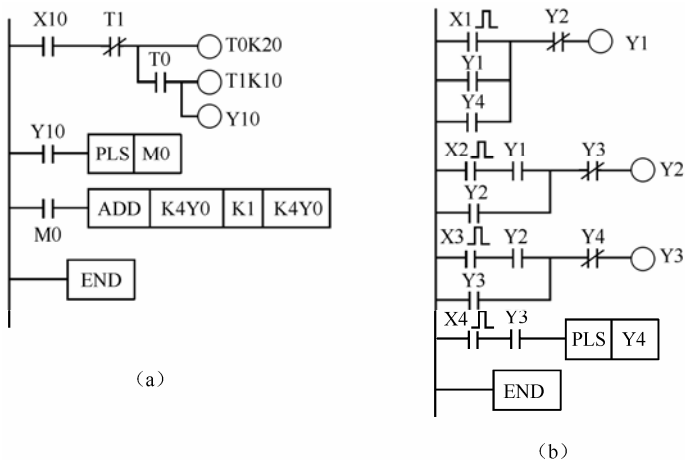 X10 T1 T0K20
T0 T1K10
Y10
Y10 PLS M0
M0 ADD K4Y0 K1 K4Y0
END
(a)
X1 Y2 Y1
Y1
Y4
X2 Y1 Y3 Y2
Y2
X3 Y2 Y4 Y3
Y3
X4 Y3 PLS Y4
END
(b)